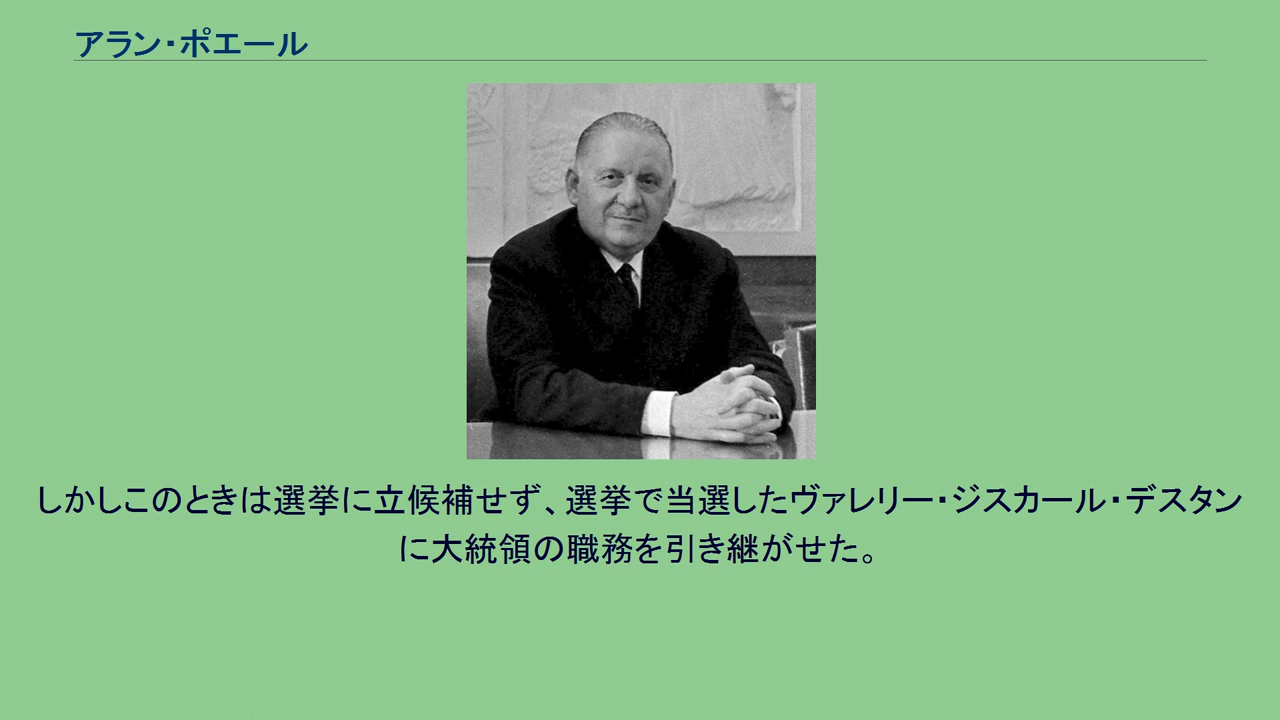 アラン・ポエール
しかしこのときは選挙に立候補せず、選挙で当選したヴァレリー・ジスカール・デスタン
に大統領の職務を引き継がせた。